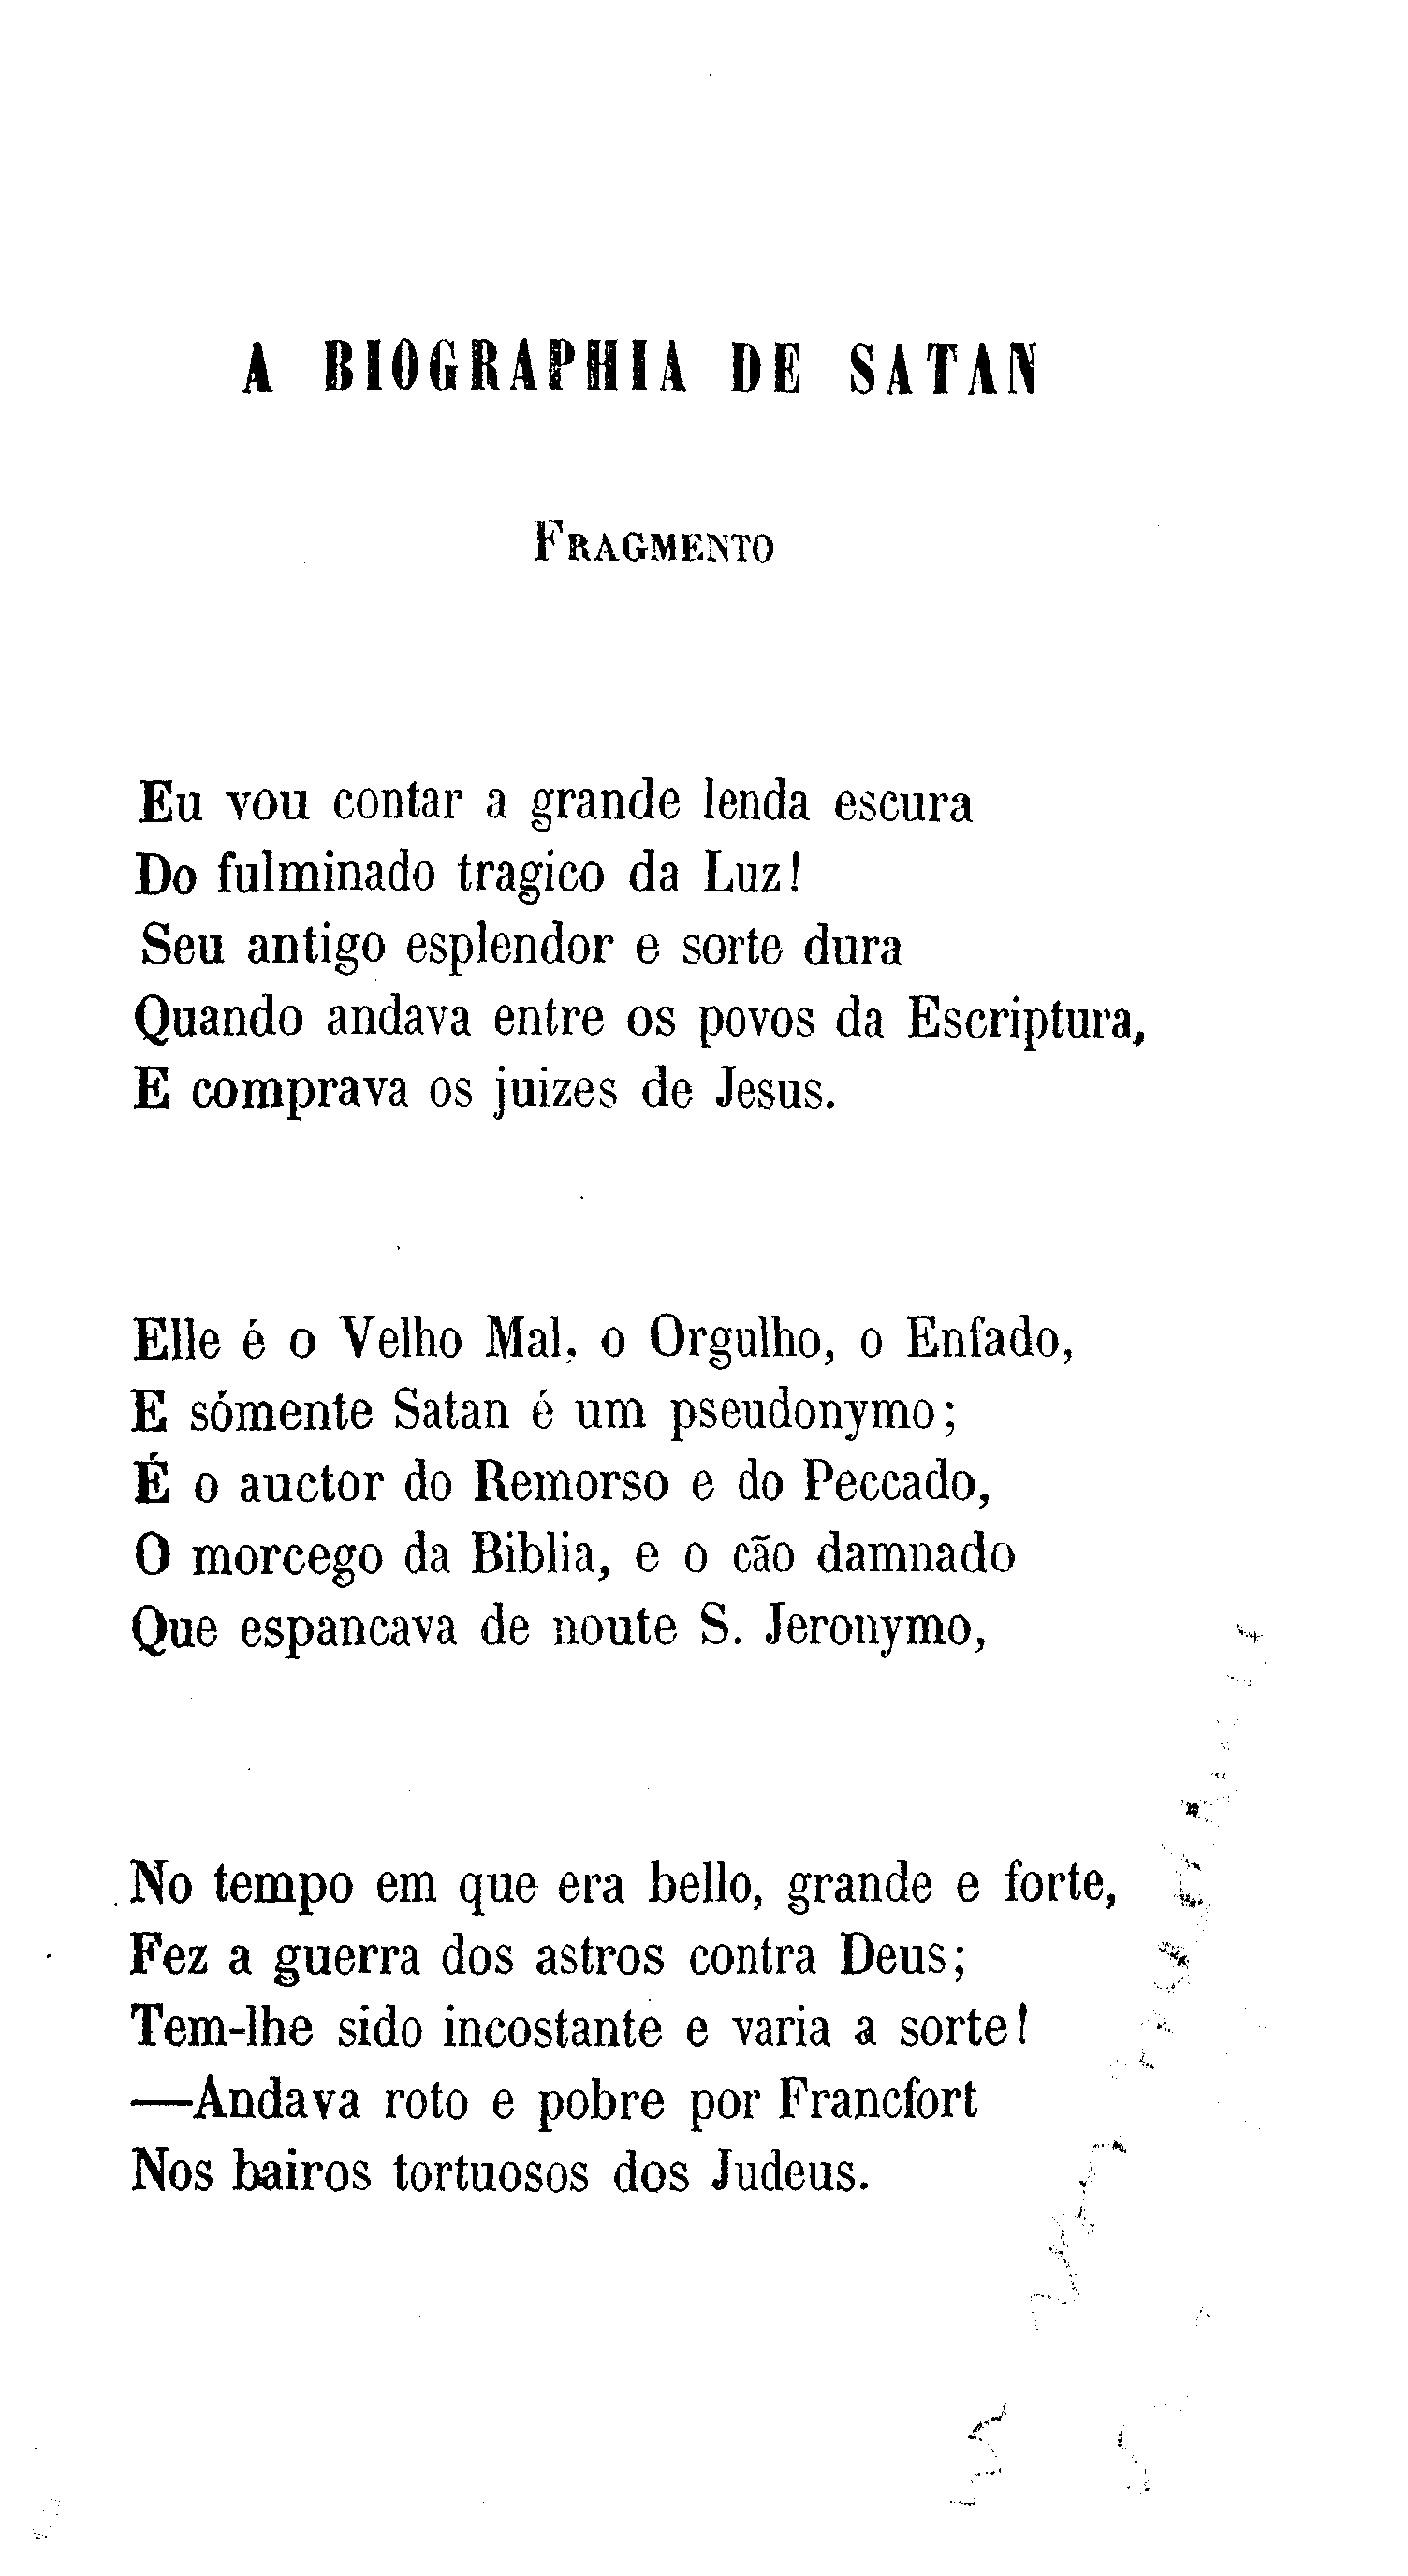 A BIOGRAPHIA DE SATAN
FRAGMENTO
Eu vou contar a grande lenda escura
Do fulminado tragico da Luz!
Seu antigo esplendor e sorte dura
Quando andava entre os povos da Escriptura,
E comprava os juizes de Jesus.
Elle é o Velho Mal, o Orgulho, o Enfado,
E sómente Satan é um pseudonymo;
É o auctor do Remorso e do Peccado,
O morcego da Biblia, e o cão damnado
Que espancava de noute S. Jeronymo,
No tempo em que era bello, grande e forte,
Fez a guerra dos astros contra Deus;
Tem-lhe sido incostante e varia a sorte!
—Andava roto e pobre por Francfort
Nos bairos tortuosos dos Judeus.